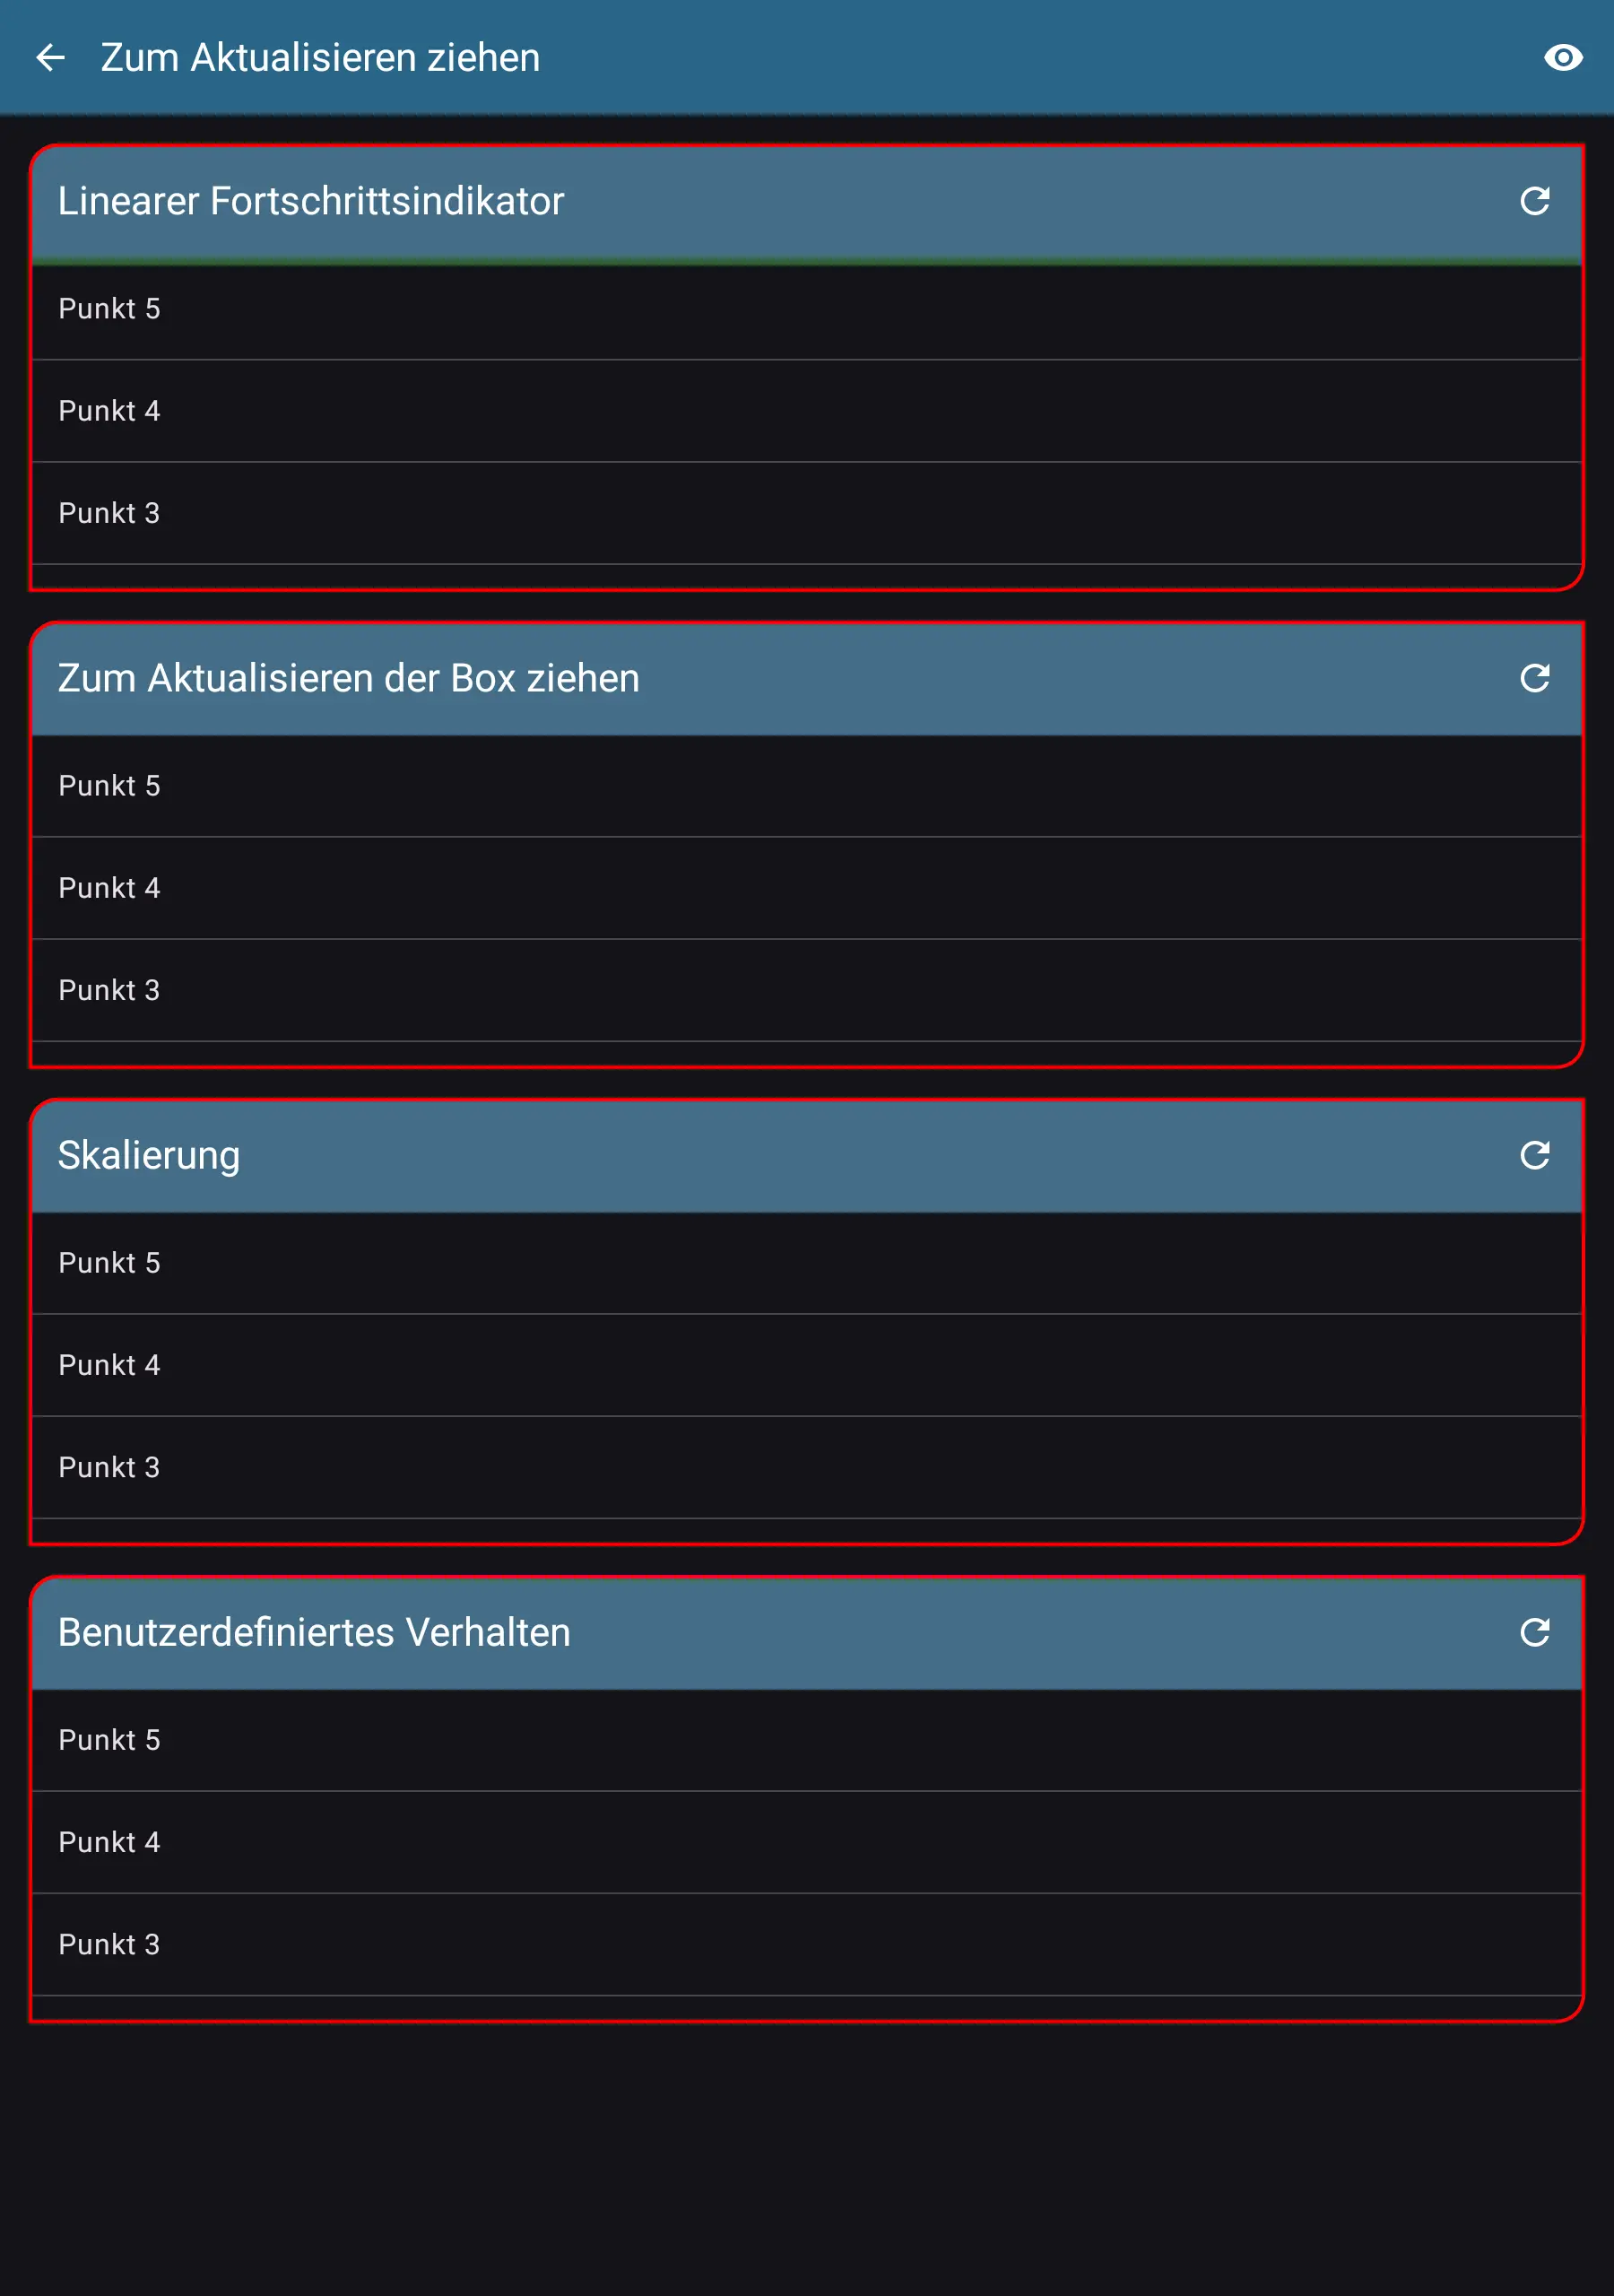 Zum Aktualisieren ziehen
Linearer Fortschrittsindikator
Punkt 5
Punkt 4
Punkt 3
Zum Aktualisieren der Box ziehen
Punkt 5
Punkt 4
Punkt 3
Skalierung
Punkt 5
Punkt 4
Punkt 3
Benutzerdefiniertes Verhalten
Punkt 5
Punkt 4
Punkt 3